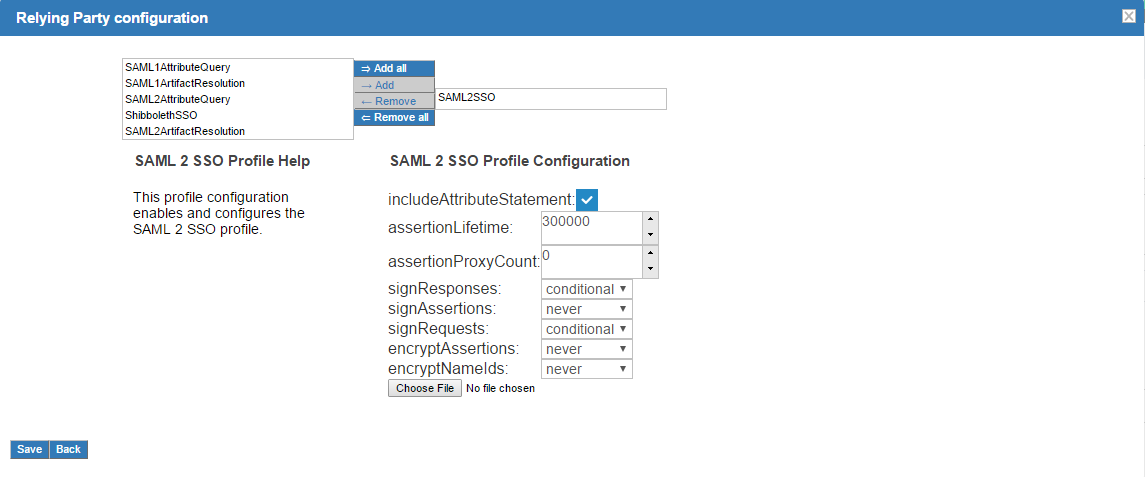 Relying Party configuration
SAML1AttributeQuery
SAML1ArtifactResolution
SAML2AttributeQuery
ShibbolethSSO
SAML2ArtifactResolution
⇒ Add all
→ Add
← Remove
⇐ Remove all
SAML2SSO
SAML 2 SSO Profile Help
This profile configuration
enables and configures the
SAML 2 SSO profile.
SAML 2 SSO Profile Configuration
includeAttributeStatement:
assertionLifetime: 300000
assertionProxyCount: 0
signResponses: conditional
signAssertions: never
signRequests: conditional
encryptAssertions: never
encryptNameIds: never
Choose File No file chosen
Save Back